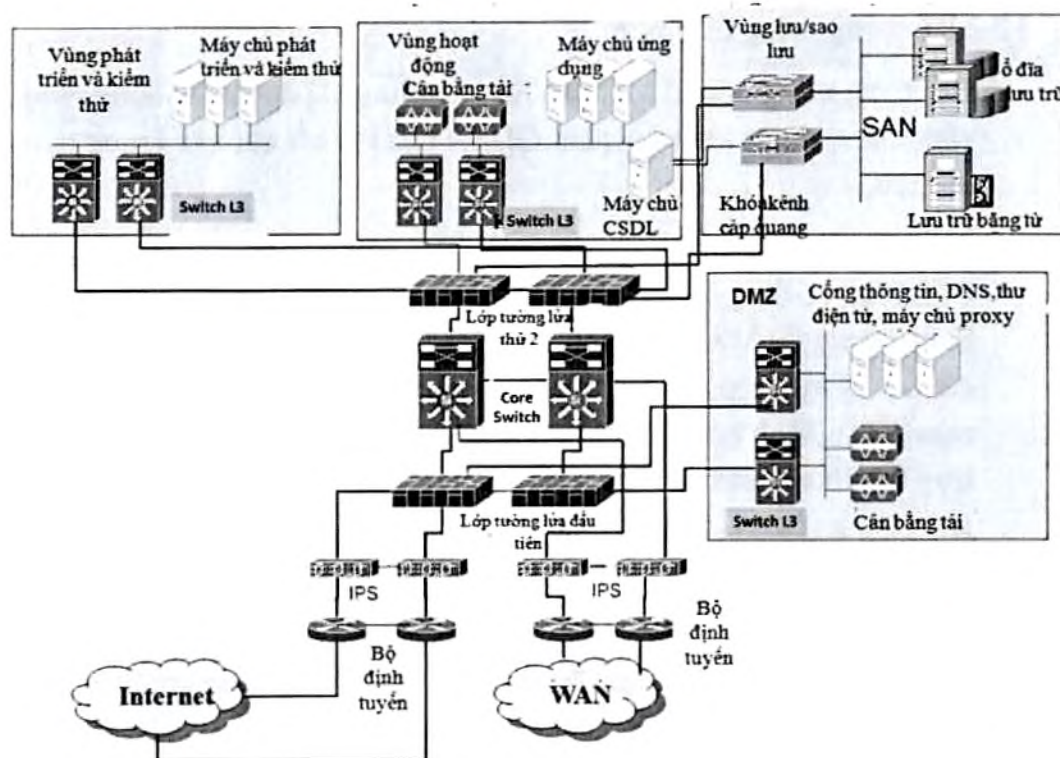 Vùng phát
triển và kiểm
thử
Máy chủ phát
triển và kiểm thử
Switch L3
Vùng hoạt
động
Cân bằng tải
Máy chủ ứng
dụng
Switch L3
Máy chủ
CSDL
Vùng lưu/sao
lưu
SAN
ổ đĩa
lưu trữ
Khóa kênh
cáp quang
Lưu trữ băng từ
Lớp tường lửa
thứ 2
Core
Switch
DMZ
Cổng thông tin, DNS, thư
điện tử, máy chủ proxy
Switch L3
Cân bằng tải
Lớp tường lửa đầu
tiên
IPS
IPS
Bộ
định
tuyến
Bộ
định
tuyến
Internet
WAN